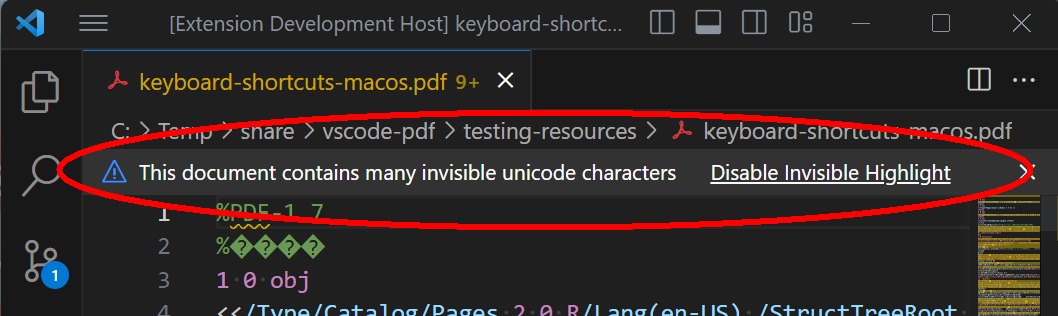 [Extension Development Host] keyboard-shortc...
keyboard-shortcuts-macos.pdf 9+
C: > Temp > share > vscode-pdf > testing-resources > keyboard-shortcuts-macos.pdf
This document contains many invisible unicode characters Disable Invisible Highlight
1 %PDF-1.7
2 %����
3 1·0·obj
1
4 <</Type/Catalog/Pages·2·0·R/Lang(en-US)·/StructTreeRoot·